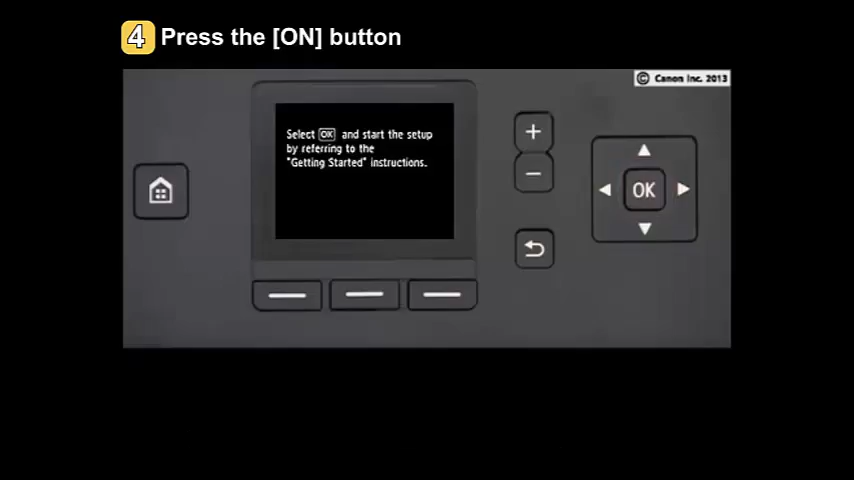 4 Press the [ON] button
© Canon Inc. 2013
Select OK and start the setup
by referring to the
"Getting Started" instructions.
+
−
OK